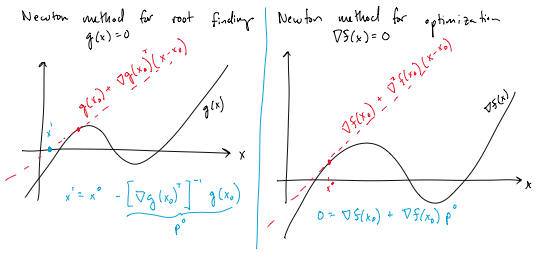 Newton method for root finding
g(x)=0
g(x₀) + ∇g(x₀)ᵀ(x-x₀)
g(x)
x'
x
x' = x⁰ - [∇g(x₀)ᵀ]⁻¹ g(x₀)
p⁰
Newton method for optimization
∇f(x)=0
∇f(x₀) + ∇²f(x₀)(x-x₀)
∇f(x)
x⁰
x
0 = ∇f(x₀) + ∇f(x₀) p⁰